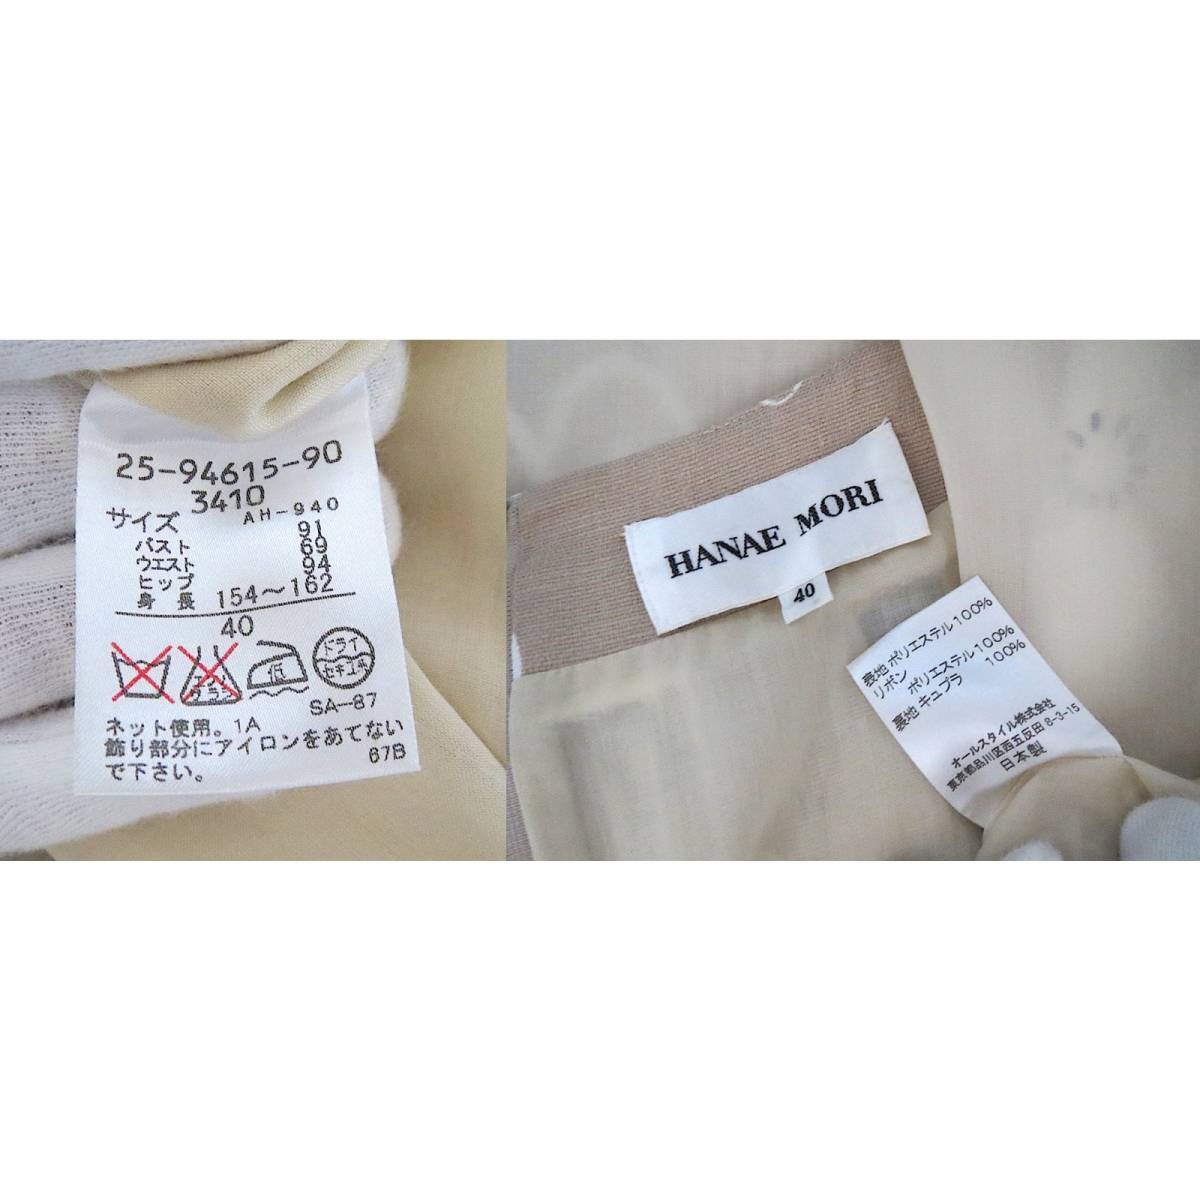 25-94615-90
3410
AH-940
サイズ
バスト 91
ウエスト 69
ヒップ 94
身長 154～162
40
低
ドライ
セキユ系
SA-87
ネット使用。1A
飾り部分にアイロンをあてない
で下さい。
67B
HANAE MORI
40
表地 ポリエステル100%
リボン ポリエステル100%
裏地 キュプラ 100%
オールスタイル株式会社
東京都品川区西五反田 8-3-15
日本製